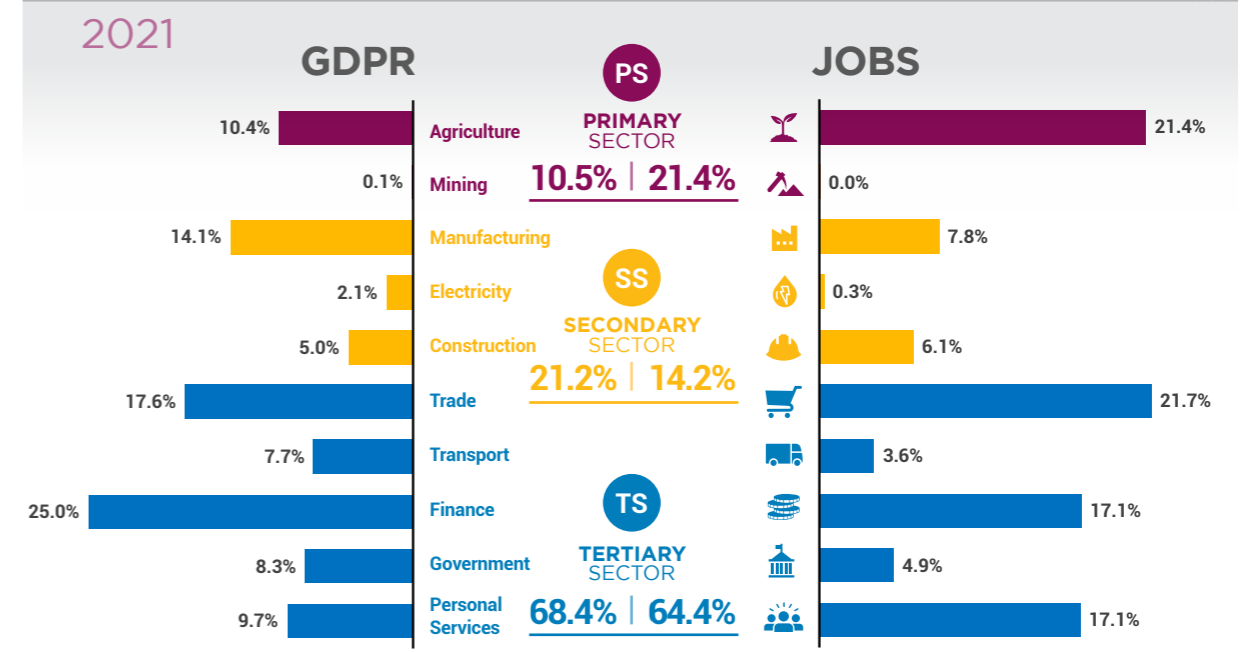 2021
GDPR
JOBS
PS
PRIMARY
SECTOR
10.5% | 21.4%
10.4%
Agriculture
21.4%
0.1%
Mining
0.0%
14.1%
Manufacturing
7.8%
SS
SECONDARY
SECTOR
21.2% | 14.2%
2.1%
Electricity
0.3%
5.0%
Construction
6.1%
17.6%
Trade
21.7%
7.7%
Transport
3.6%
TS
TERTIARY
SECTOR
68.4% | 64.4%
25.0%
Finance
17.1%
8.3%
Government
4.9%
9.7%
Personal
Services
17.1%